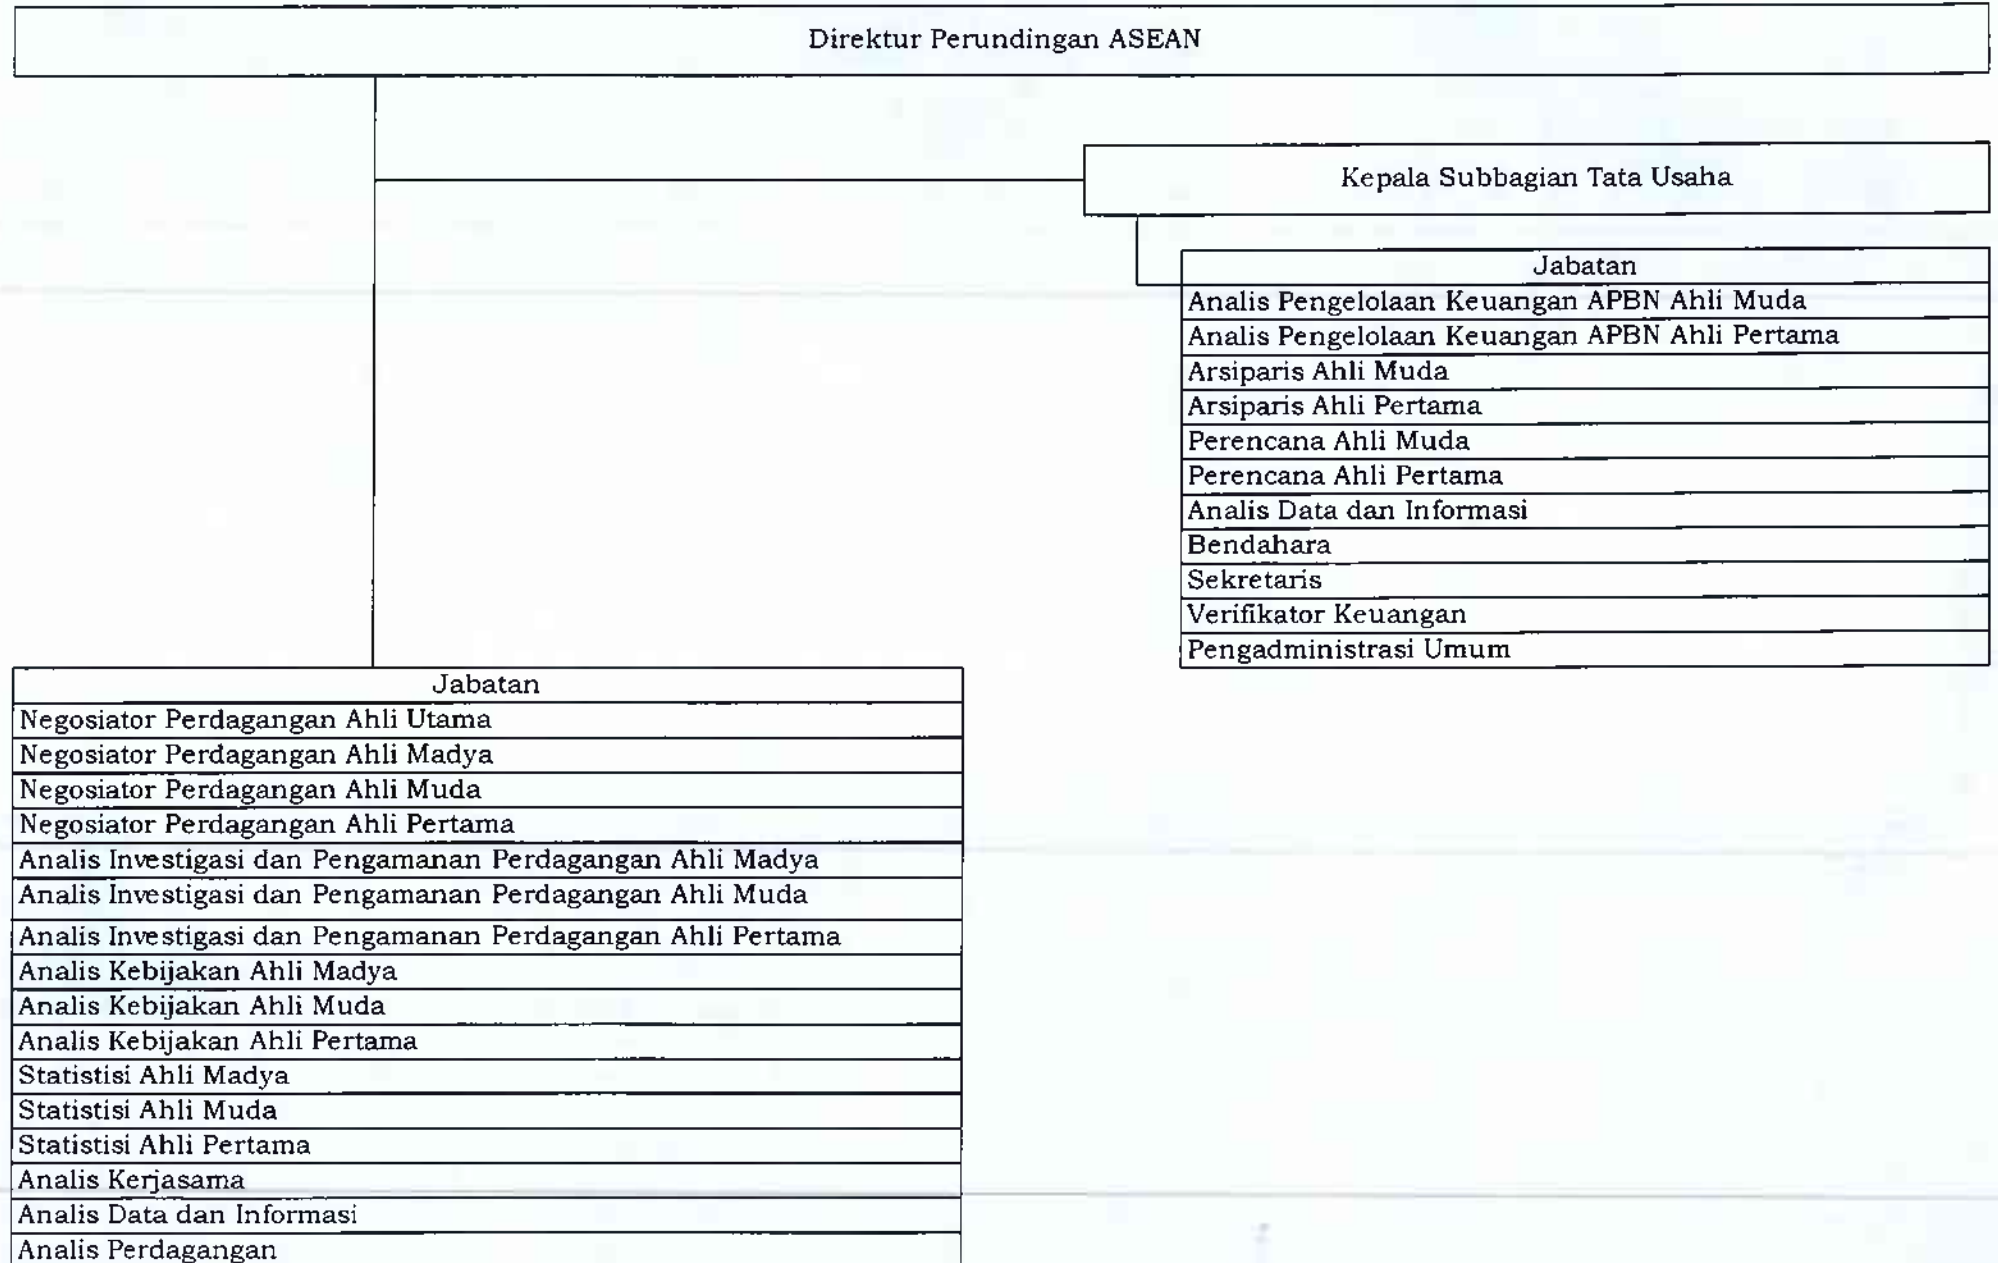 Direktur Perundingan ASEAN
Kepala Subbagian Tata Usaha
Jabatan
Analis Pengelolaan Keuangan APBN Ahli Muda
Analis Pengelolaan Keuangan APBN Ahli Pertama
Arsiparis Ahli Muda
Arsiparis Ahli Pertama
Perencana Ahli Muda
Perencana Ahli Pertama
Analis Data dan Informasi
Bendahara
Sekretaris
Verifikator Keuangan
Pengadministrasi Umum
Jabatan
Negosiator Perdagangan Ahli Utama
Negosiator Perdagangan Ahli Madya
Negosiator Perdagangan Ahli Muda
Negosiator Perdagangan Ahli Pertama
Analis Investigasi dan Pengamanan Perdagangan Ahli Madya
Analis Investigasi dan Pengamanan Perdagangan Ahli Muda
Analis Investigasi dan Pengamanan Perdagangan Ahli Pertama
Analis Kebijakan Ahli Madya
Analis Kebijakan Ahli Muda
Analis Kebijakan Ahli Pertama
Statistisi Ahli Madya
Statistisi Ahli Muda
Statistisi Ahli Pertama
Analis Kerjasama
Analis Data dan Informasi
Analis Perdagangan